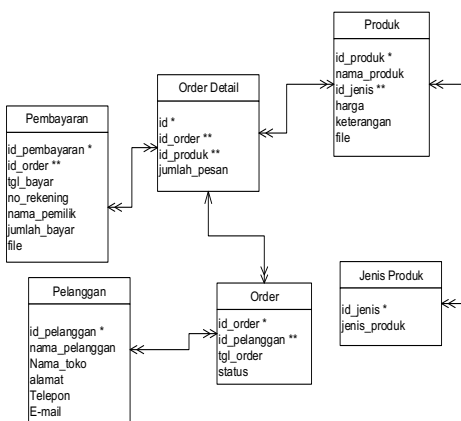 Produk
id_produk *
nama_produk
id_jenis **
harga
keterangan
file
Order Detail
id *
id_order **
id_produk **
jumlah_pesan
Pembayaran
id_pembayaran *
id_order **
tgl_bayar
no_rekening
nama_pemilik
jumlah_bayar
file
Pelanggan
id_pelanggan *
nama_pelanggan
Nama_toko
alamat
Telepon
E-mail
Order
id_order *
id_pelanggan **
tgl_order
status
Jenis Produk
id_jenis *
jenis_produk